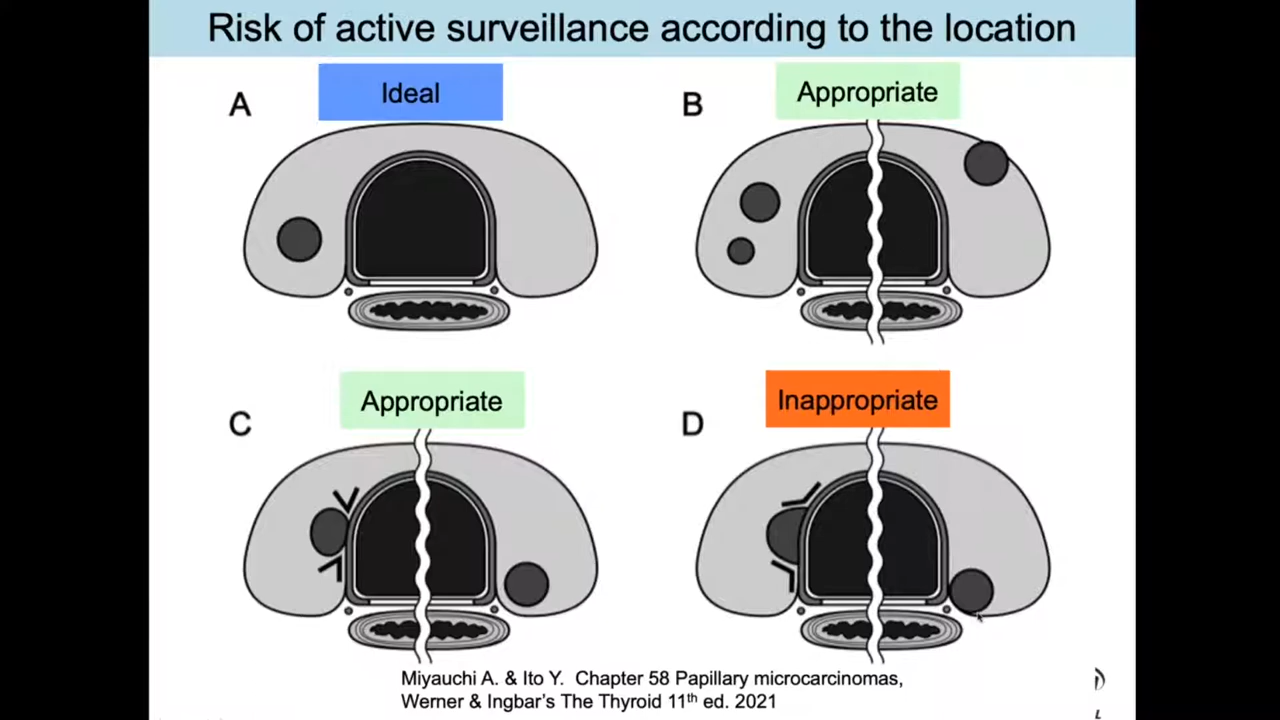 Risk of active surveillance according to the location
A
Ideal
B
Appropriate
C
Appropriate
D
Inappropriate
Miyauchi A. & Ito Y.  Chapter 58 Papillary microcarcinomas,
Werner & Ingbar’s The Thyroid 11th ed. 2021